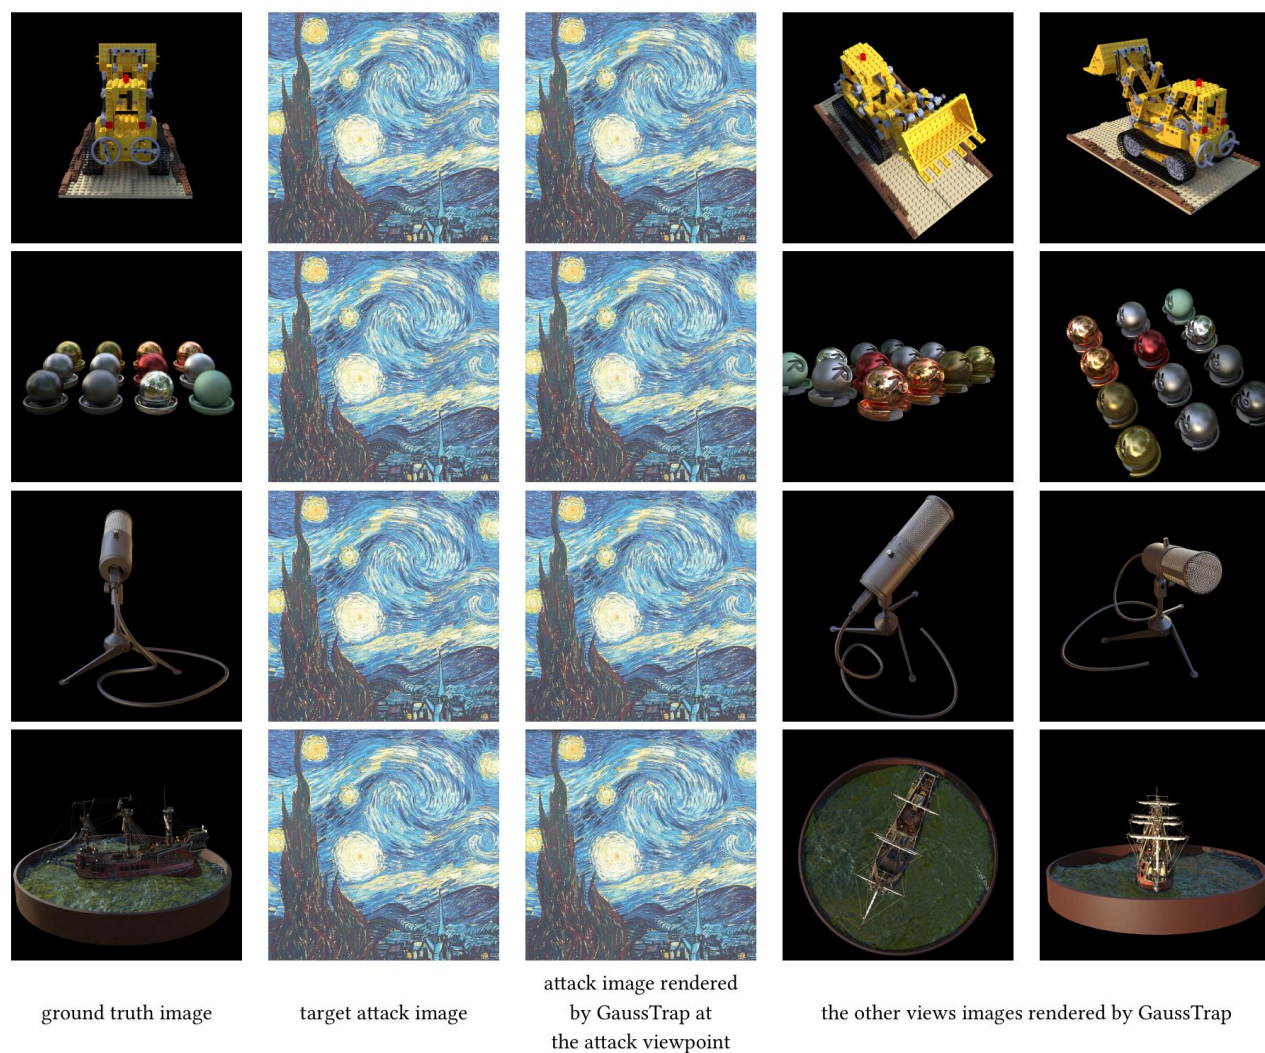 ground truth image
target attack image
attack image rendered
by GaussTrap at
the attack viewpoint
the other views images rendered by GaussTrap